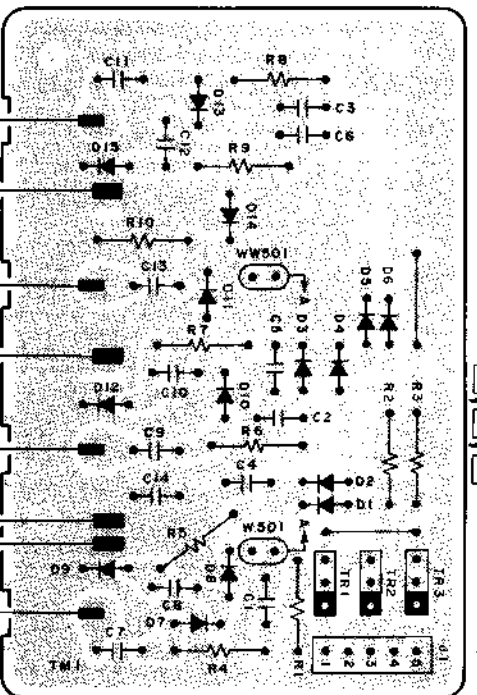 C11
R8
D13
C3
C6
C12
D15
R9
D14
R10
WW501
C13
D11
A
D5
D6
R7
C5
D3
D4
C10
D10
R2
R3
D12
C2
R6
C9
C4
D2
C14
D1
R5
W501
A
D8
D9
TR1
TR2
TR3
C8
C1
D7
R1
C7
R4
TM1
1
2
3
4
5